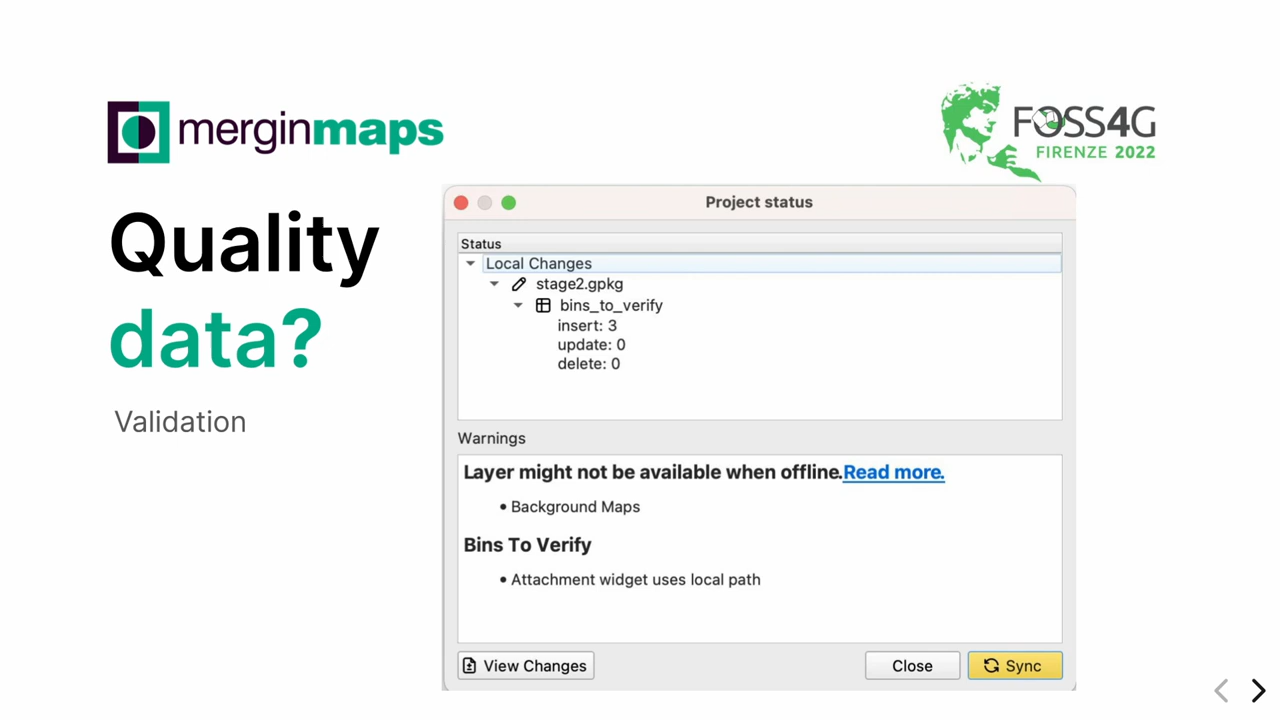 merginmaps
FOSS4G
FIRENZE 2022
Quality
data?
Validation
Project status
Status
Local Changes
stage2.gpkg
bins_to_verify
insert: 3
update: 0
delete: 0
Warnings
Layer might not be available when offline.Read more.
• Background Maps
Bins To Verify
• Attachment widget uses local path
View Changes
Close
Sync